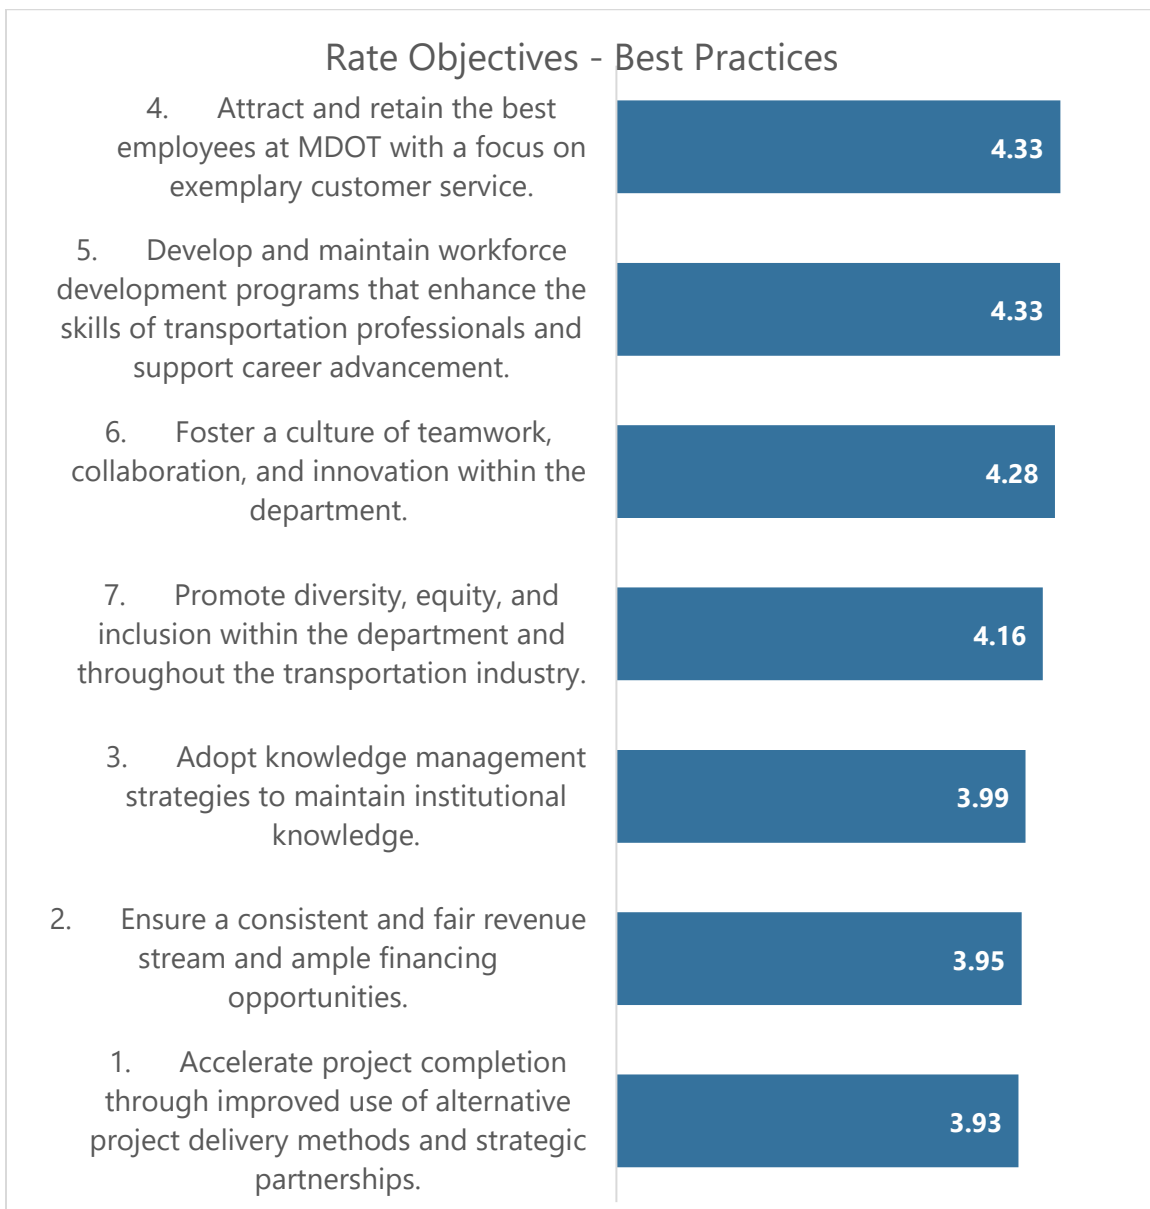 Rate Objectives - Best Practices
4. Attract and retain the best
employees at MDOT with a focus on
exemplary customer service.
4.33
5. Develop and maintain workforce
development programs that enhance the
skills of transportation professionals and
support career advancement.
4.33
6. Foster a culture of teamwork,
collaboration, and innovation within the
department.
4.28
7. Promote diversity, equity, and
inclusion within the department and
throughout the transportation industry.
4.16
3. Adopt knowledge management
strategies to maintain institutional
knowledge.
3.99
2. Ensure a consistent and fair revenue
stream and ample financing
opportunities.
3.95
1. Accelerate project completion
through improved use of alternative
project delivery methods and strategic
partnerships.
3.93